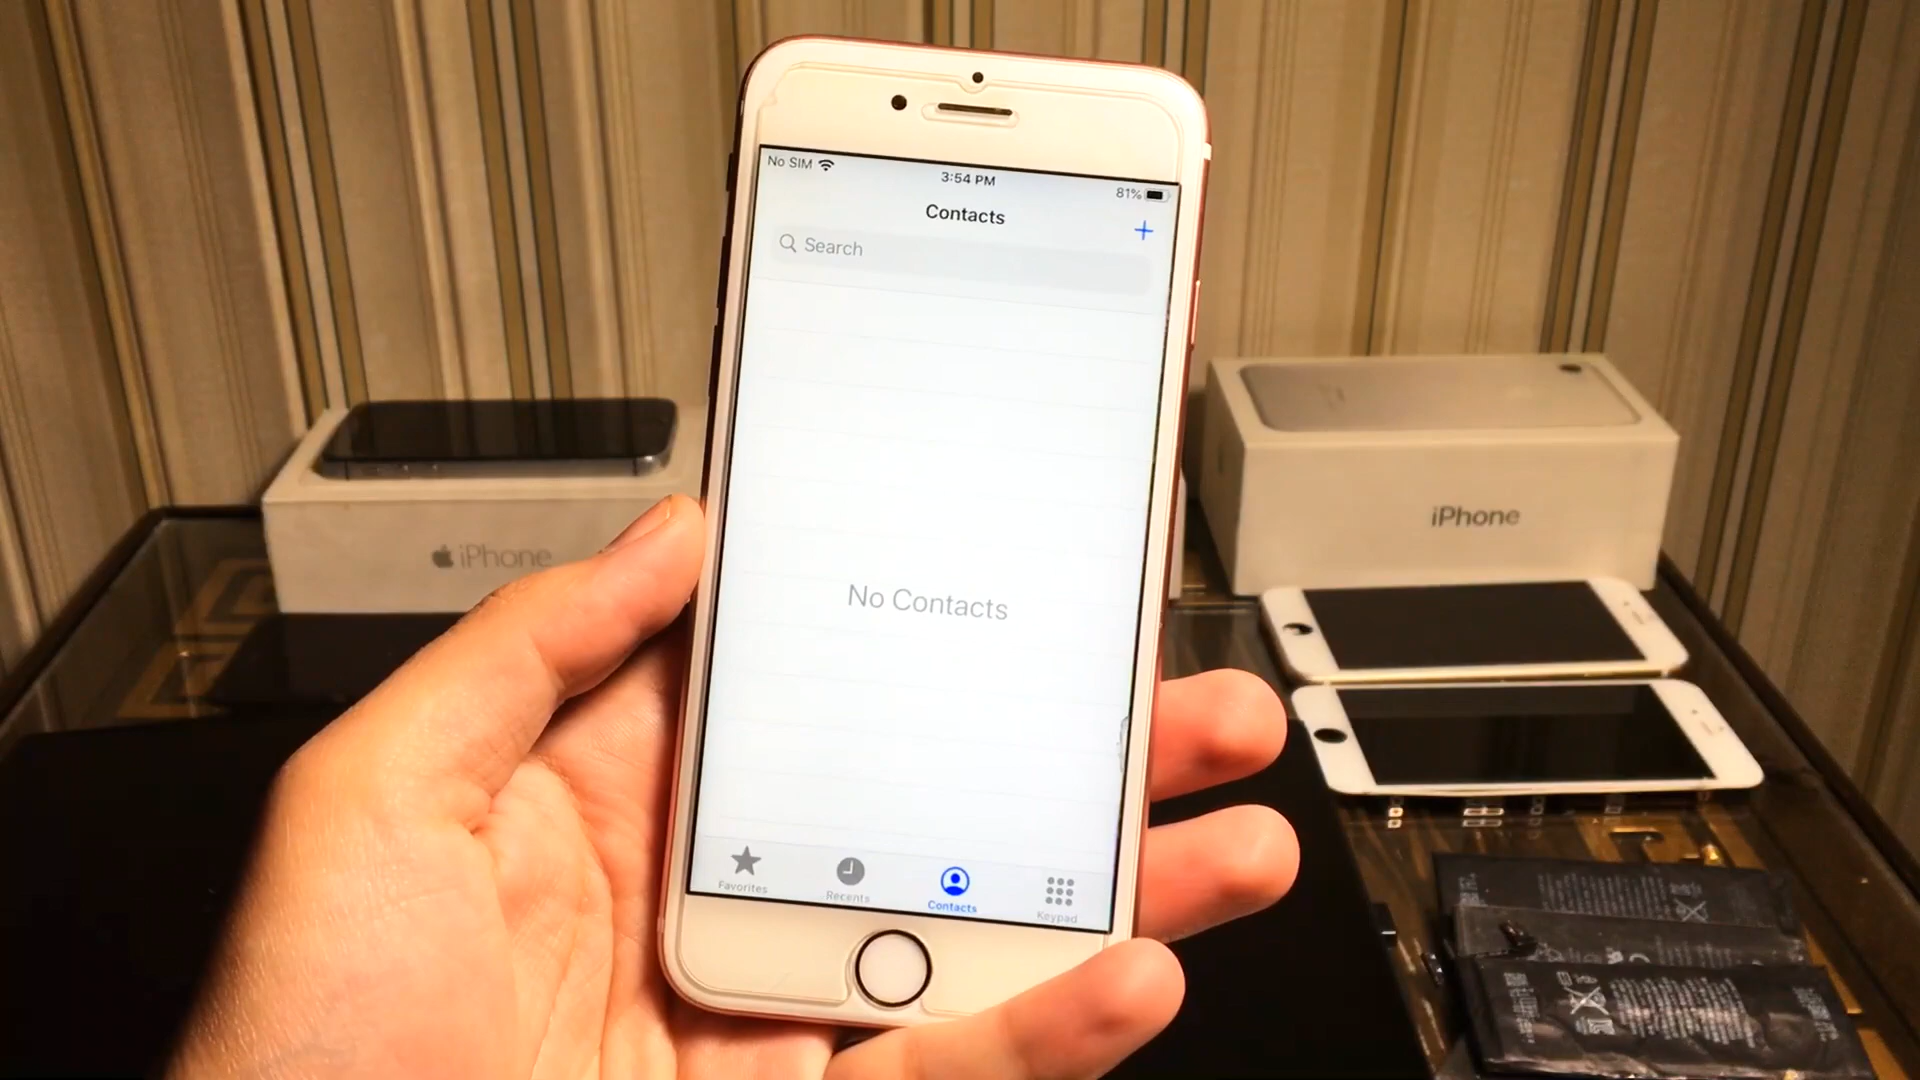 No SIM
3:54 PM
81%
Contacts
+
Search
No Contacts
Favorites
Recents
Contacts
Keypad
iPhone
iPhone